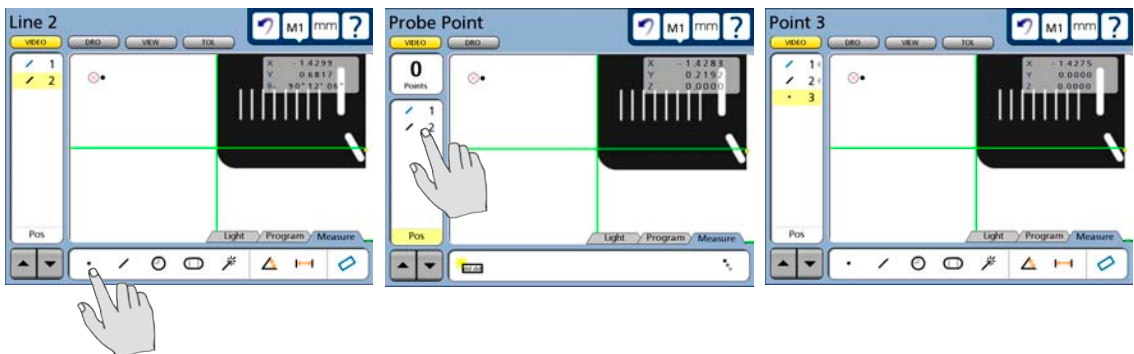 Line 2
M1 mm ?
VIDEO DRO VIEW TOL
1
2
X -1.4299
Y 0.6817
90°12'06"
Pos
Light Program Measure
Probe Point
M1 mm ?
VIDEO DRO
0
Points
X -1.4283
Y 0.2192
Z 0.0000
1
2
Pos
Light Program Measure
Point 3
M1 mm ?
VIDEO DRO VIEW TOL
1
2
3
X -1.4275
Y 0.0000
Z 0.0000
Pos
Light Program Measure